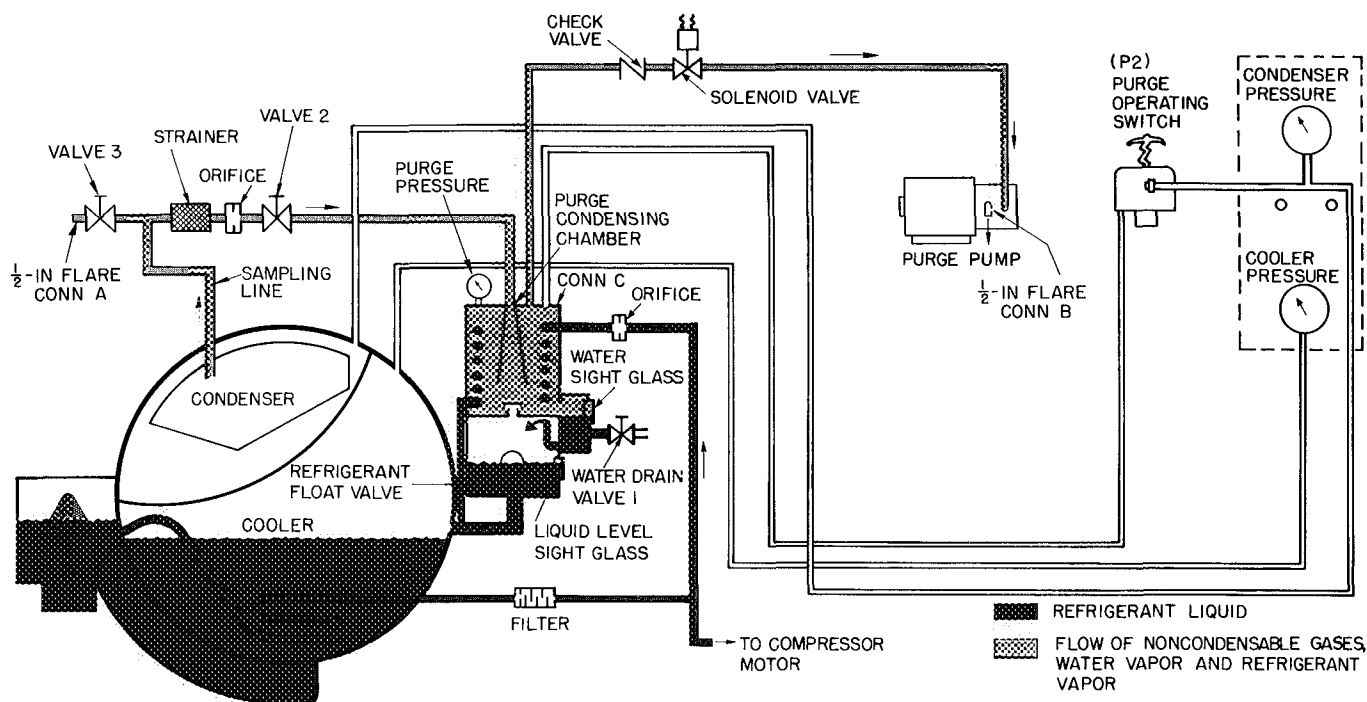 CHECK
VALVE
SOLENOID VALVE
(P2)
PURGE
OPERATING
SWITCH
CONDENSER
PRESSURE
VALVE 2
STRAINER
VALVE 3
ORIFICE
PURGE
PRESSURE
PURGE
CONDENSING
CHAMBER
½-IN FLARE
CONN A
SAMPLING
LINE
CONN C
ORIFICE
PURGE PUMP
½-IN FLARE
CONN B
COOLER
PRESSURE
WATER
SIGHT GLASS
CONDENSER
REFRIGERANT
FLOAT VALVE
WATER DRAIN
VALVE I
COOLER
LIQUID LEVEL
SIGHT GLASS
FILTER
TO COMPRESSOR
MOTOR
REFRIGERANT LIQUID
FLOW OF NONCONDENSABLE GASES,
WATER VAPOR AND REFRIGERANT
VAPOR